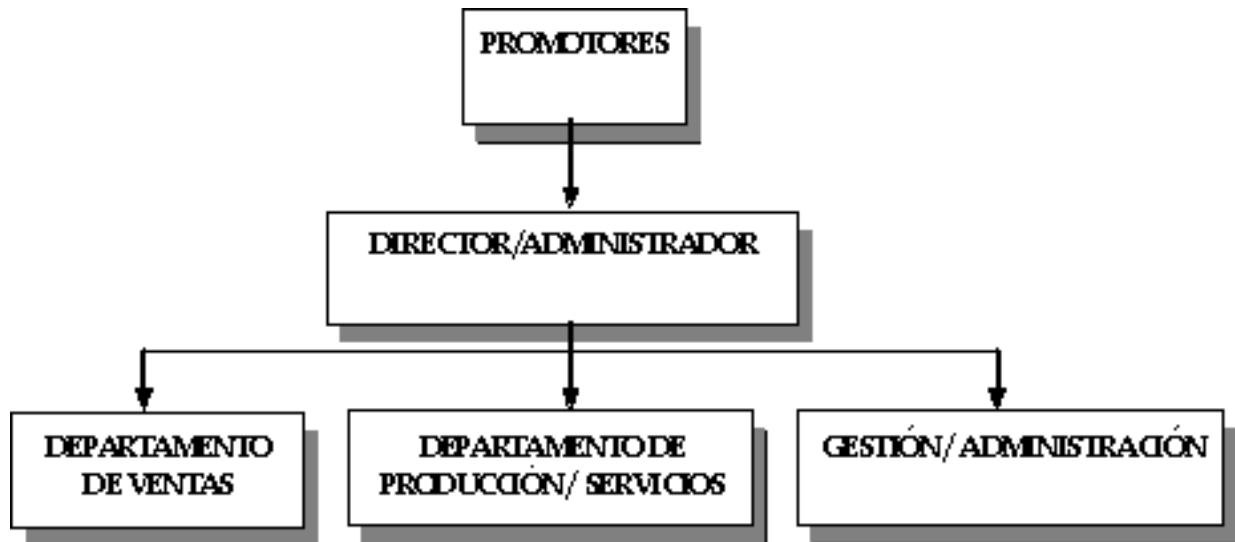 PROMOTORES
DIRECTOR/ADMINISTRADOR
DEPARTAMENTO
DE VENTAS
DEPARTAMENTO DE
PRODUCCIÓN/ SERVICIOS
GESTIÓN/ ADMINISTRACIÓN